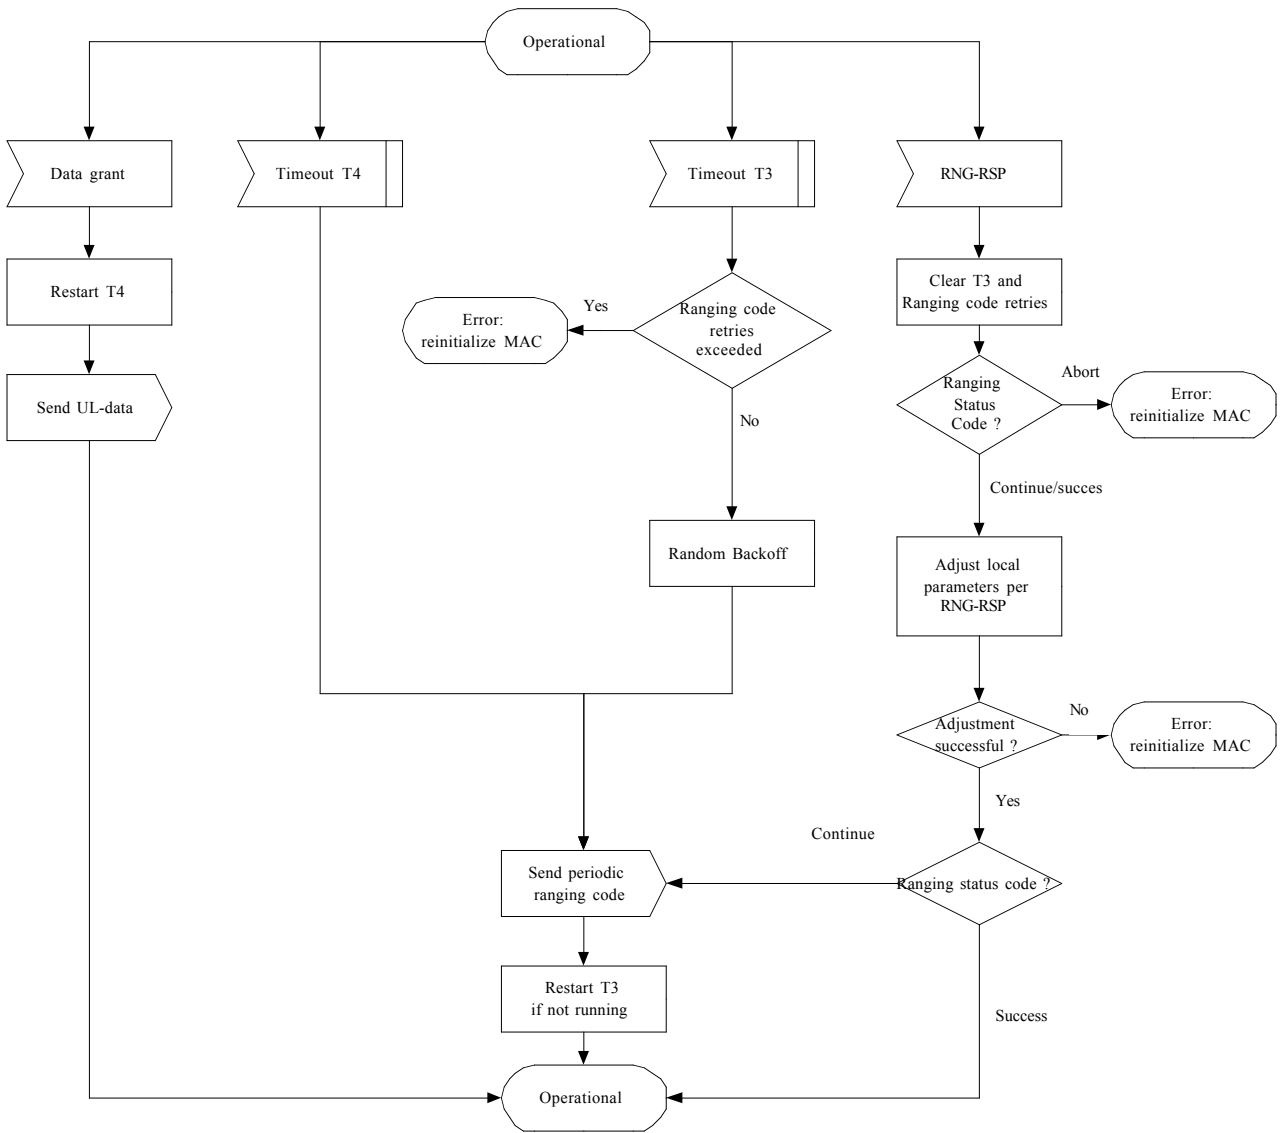 Operational
Data grant
Timeout T4
Timeout T3
RNG-RSP
Restart T4
Clear T3 and
Ranging code retries
Yes
Error:
reinitialize MAC
Ranging code
retries
exceeded
Send UL-data
Ranging
Status
Code ?
Abort
Error:
reinitialize MAC
No
Continue/succes
Random Backoff
Adjust local
parameters per
RNG-RSP
Adjustment
successful ?
No
Error:
reinitialize MAC
Yes
Continue
Send periodic
ranging code
Ranging status code ?
Restart T3
if not running
Success
Operational